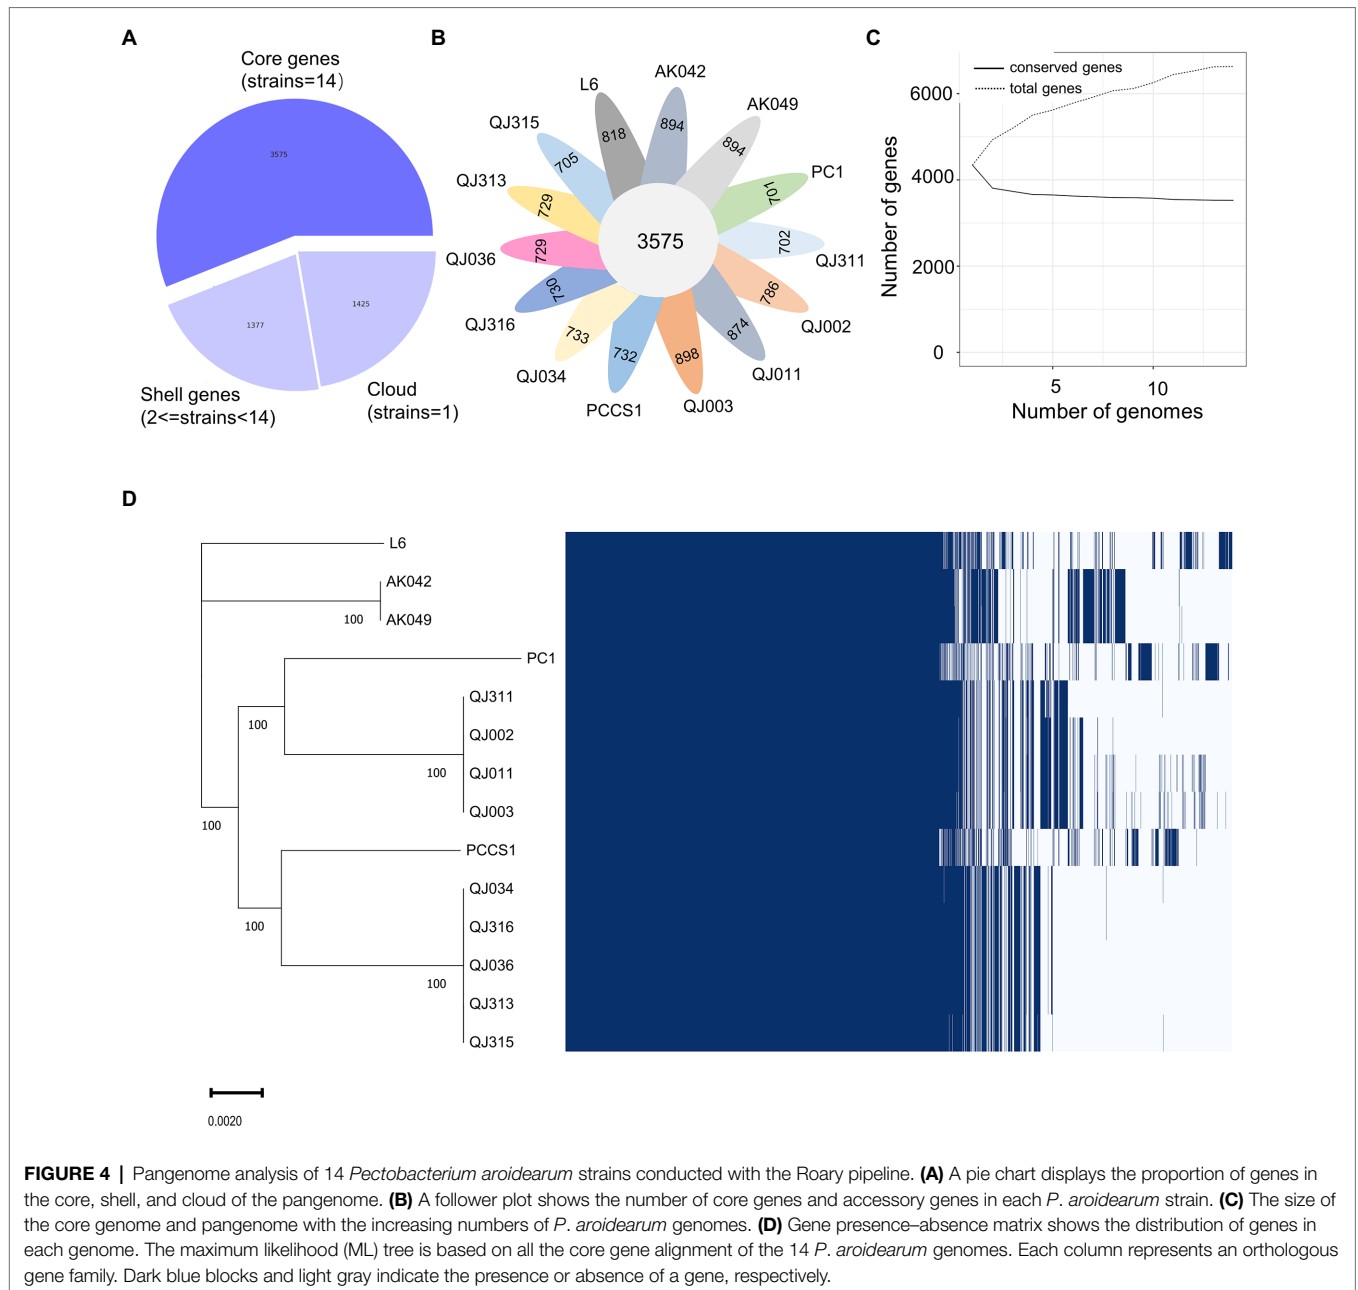 A
Core genes
(strains=14)
3575
1377
1425
Shell genes
(2<=strains<14)
Cloud
(strains=1)
B
L6
AK042
AK049
PC1
QJ311
QJ002
QJ011
QJ003
PCCS1
QJ034
QJ316
QJ036
QJ313
QJ315
818
894
894
701
702
786
874
898
732
733
730
729
729
705
3575
C
conserved genes
total genes
6000
4000
2000
0
Number of genes
5
10
Number of genomes
D
L6
AK042
AK049
100
PC1
QJ311
QJ002
QJ011
QJ003
100
100
100
PCCS1
QJ034
QJ316
QJ036
QJ313
QJ315
100
100
0.0020
FIGURE 4 | Pangenome analysis of 14 Pectobacterium aroidearum strains conducted with the Roary pipeline. (A) A pie chart displays the proportion of genes in
the core, shell, and cloud of the pangenome. (B) A follower plot shows the number of core genes and accessory genes in each P. aroidearum strain. (C) The size of
the core genome and pangenome with the increasing numbers of P. aroidearum genomes. (D) Gene presence–absence matrix shows the distribution of genes in
each genome. The maximum likelihood (ML) tree is based on all the core gene alignment of the 14 P. aroidearum genomes. Each column represents an orthologous
gene family. Dark blue blocks and light gray indicate the presence or absence of a gene, respectively.